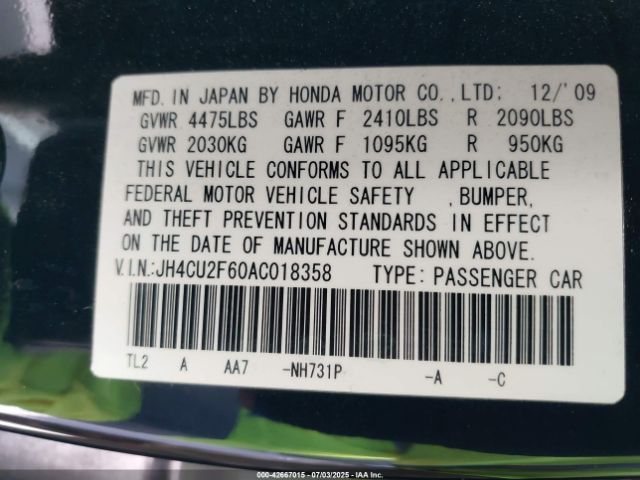 MFD. IN JAPAN BY HONDA MOTOR CO.,LTD; 12/'09
GVWR 4475LBS GAWR F 2410LBS R 2090LBS
GVWR 2030KG GAWR F 1095KG R 950KG
THIS VEHICLE CONFORMS TO ALL APPLICABLE
FEDERAL MOTOR VEHICLE SAFETY ,BUMPER,
AND THEFT PREVENTION STANDARDS IN EFFECT
ON THE DATE OF MANUFACTURE SHOWN ABOVE.
V.I.N.:JH4CU2F60AC018358 TYPE: PASSENGER CAR
TL2 A AA7 -NH731P -A -C
000-42667015 - 07/03/2025 - IAAI.COM